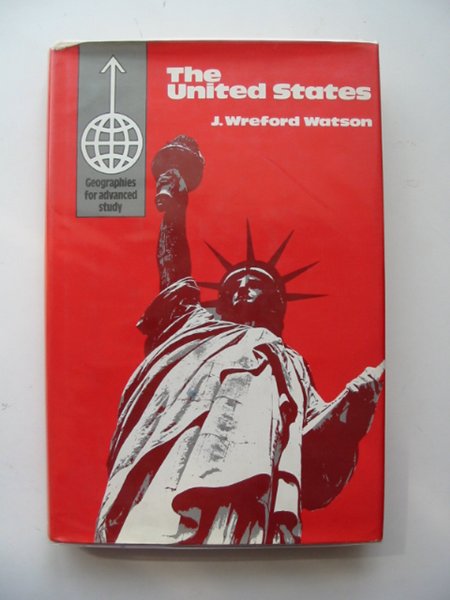 The
United States
J. Wreford Watson
Geographies
for advanced
study